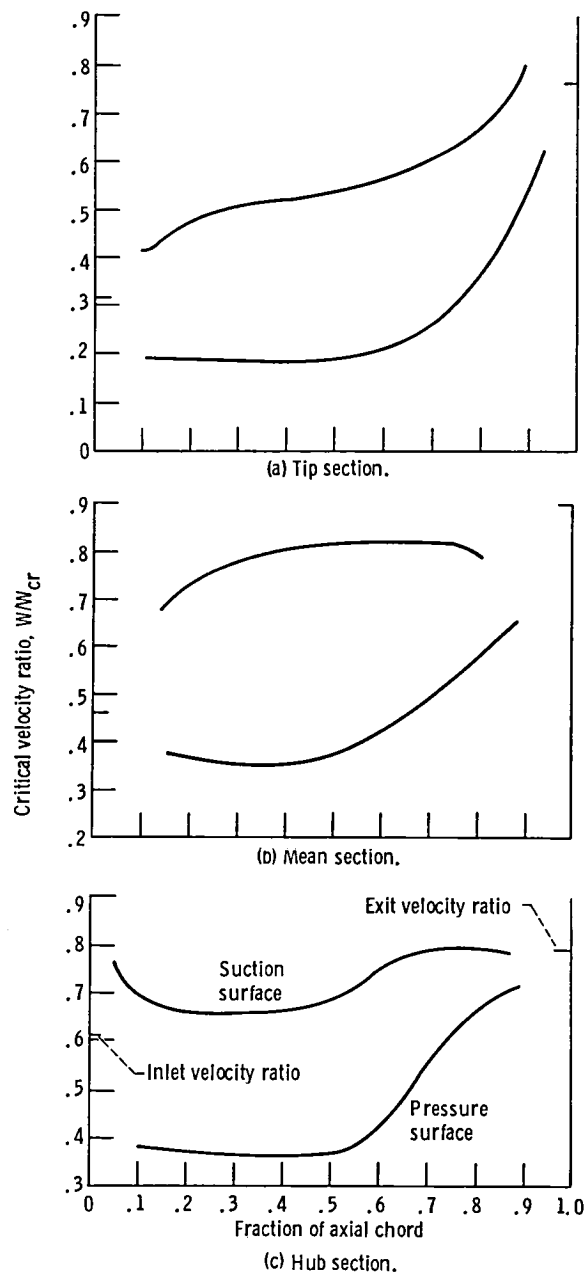 .9
.8
.7
.6
.5
.4
.3
.2
.1
0
(a) Tip section.
Critical velocity ratio, W/Wcr
.9
.8
.7
.6
.5
.4
.3
.2
(b) Mean section.
.9
.8
.7
.6
.5
.4
.3
Exit velocity ratio
Suction
surface
Inlet velocity ratio
Pressure
surface
0 .1 .2 .3 .4 .5 .6 .7 .8 .9 1.0
Fraction of axial chord
(c) Hub section.